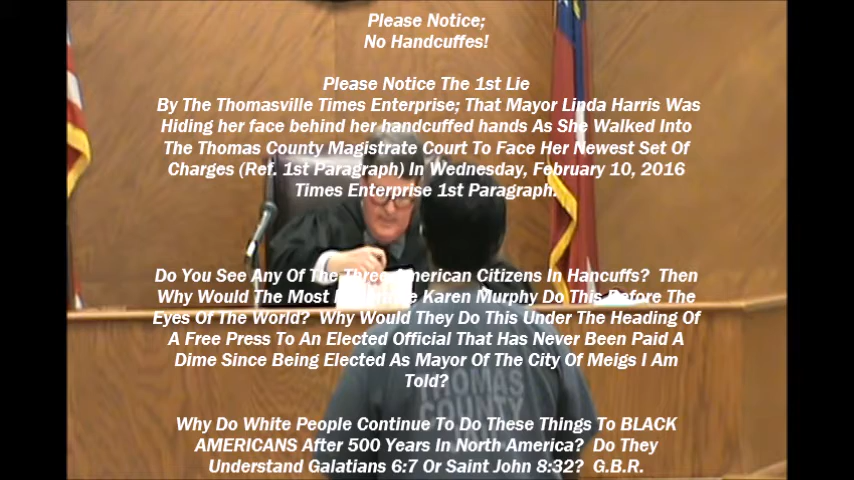 Please Notice;
No Handcuffes!
Please Notice The 1st Lie
By The Thomasville Times Enterprise; That Mayor Linda Harris Was
Hiding her face behind her handcuffed hands As She Walked Into
The Thomas County Magistrate Court To Face Her Newest Set Of
Charges (Ref. 1st Paragraph) In Wednesday, February 10, 2016
Times Enterprise 1st Paragraph.
Do You See Any Of The Three American Citizens In Hancuffs? Then
Why Would The Most Karen Murphy Do This Before The
Eyes Of The World? Why Would They Do This Under The Heading Of
A Free Press To An Elected Official That Has Never Been Paid A
Dime Since Being Elected As Mayor Of The City Of Meigs I Am
Told?
THOMAS
COUNTY
Why Do White People Continue To Do These Things To BLACK
AMERICANS After 500 Years In North America? Do They
Understand Galatians 6:7 Or Saint John 8:32? G.B.R.